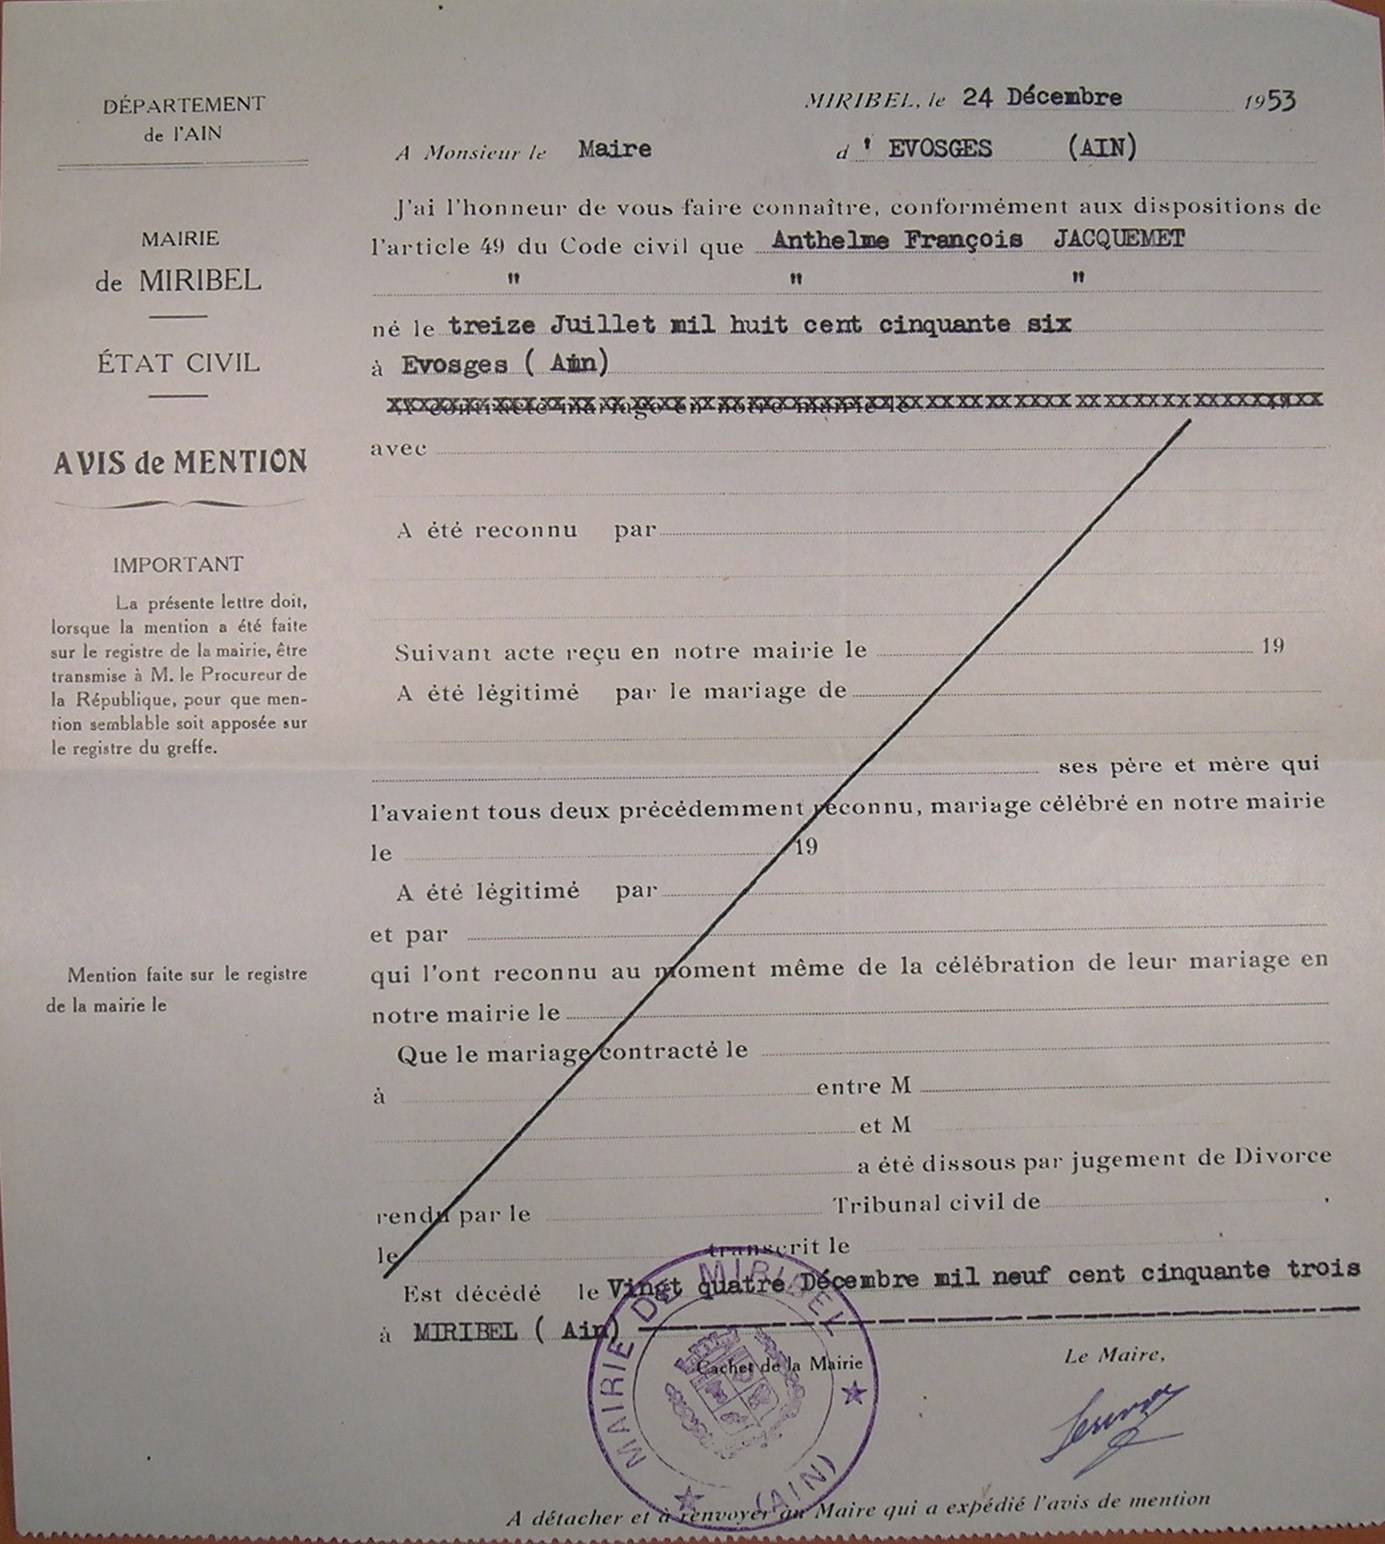 DÉPARTEMENT
de l'AIN
MAIRIE
de MIRIBEL
ÉTAT CIVIL
AVIS de MENTION
IMPORTANT
La présente lettre doit,
lorsque la mention a été faite
sur le registre de la mairie, être
transmise à M. le Procureur de
la République, pour que men-
tion semblable soit apposée sur
le registre du greffe.
Mention faite sur le registre
de la mairie le
MIRIBEL, le 24 Décembre 1953
A Monsieur le Maire d ' EVOSGES (AIN)
J'ai l'honneur de vous faire connaître, conformément aux dispositions de
l'article 49 du Code civil que Anthelme François JACQUEMET
" " "
né le treize Juillet mil huit cent cinquante six
à Evosges ( Ain)
A contracté mariage en notre mairie le 19
avec
A été reconnu par
Suivant acte reçu en notre mairie le 19
A été légitimé par le mariage de
ses père et mère qui
l'avaient tous deux précédemment reconnu, mariage célébré en notre mairie
le 19
A été légitimé par
et par
qui l'ont reconnu au moment même de la célébration de leur mariage en
notre mairie le
Que le mariage contracté le
à entre M
et M
a été dissous par jugement de Divorce
rendu par le Tribunal civil de
le transcrit le
Est décédé le Vingt quatre Décembre mil neuf cent cinquante trois
à MIRIBEL ( Ain)
Cachet de la Mairie
Le Maire,
MAIRIE DE MIRIBEL
(AIN)
A détacher et à renvoyer au Maire qui a expédié l'avis de mention